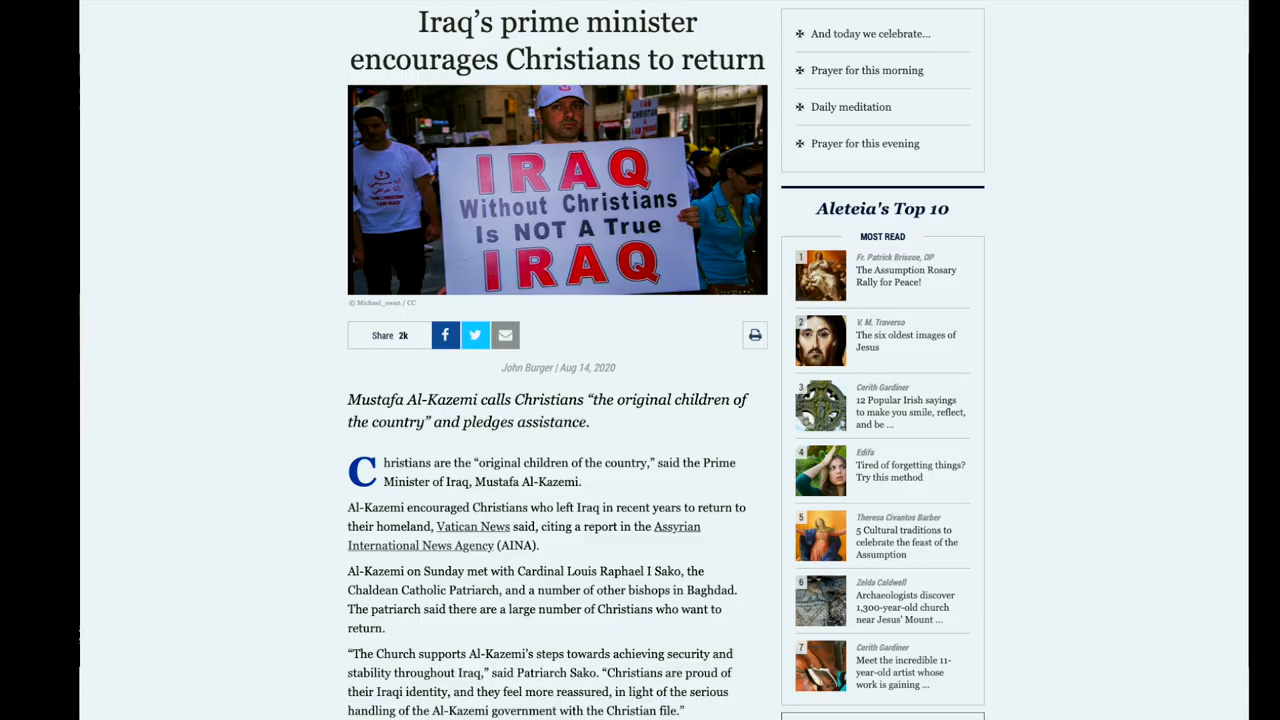 Iraq’s prime minister
encourages Christians to return
I AM
CHRISTIAN
IRAQ
Without Christians
Is NOT A True
IRAQ
© Michael_swan / CC
Share 2k
John Burger | Aug 14, 2020
Mustafa Al-Kazemi calls Christians “the original children of
the country” and pledges assistance.
Christians are the “original children of the country,” said the Prime
Minister of Iraq, Mustafa Al-Kazemi.
Al-Kazemi encouraged Christians who left Iraq in recent years to return to
their homeland, Vatican News said, citing a report in the Assyrian
International News Agency (AINA).
Al-Kazemi on Sunday met with Cardinal Louis Raphael I Sako, the
Chaldean Catholic Patriarch, and a number of other bishops in Baghdad.
The patriarch said there are a large number of Christians who want to
return.
“The Church supports Al-Kazemi’s steps towards achieving security and
stability throughout Iraq,” said Patriarch Sako. “Christians are proud of
their Iraqi identity, and they feel more reassured, in light of the serious
handling of the Al-Kazemi government with the Christian file.”
And today we celebrate...
Prayer for this morning
Daily meditation
Prayer for this evening
Aleteia's Top 10
MOST READ
1
Fr. Patrick Briscoe, OP
The Assumption Rosary
Rally for Peace!
2
V. M. Traverso
The six oldest images of
Jesus
3
Cerith Gardiner
12 Popular Irish sayings
to make you smile, reflect,
and be ...
4
Edifa
Tired of forgetting things?
Try this method
5
Theresa Civantos Barber
5 Cultural traditions to
celebrate the feast of the
Assumption
6
Zelda Caldwell
Archaeologists discover
1,300-year-old church
near Jesus’ Mount ...
7
Cerith Gardiner
Meet the incredible 11-
year-old artist whose
work is gaining ...